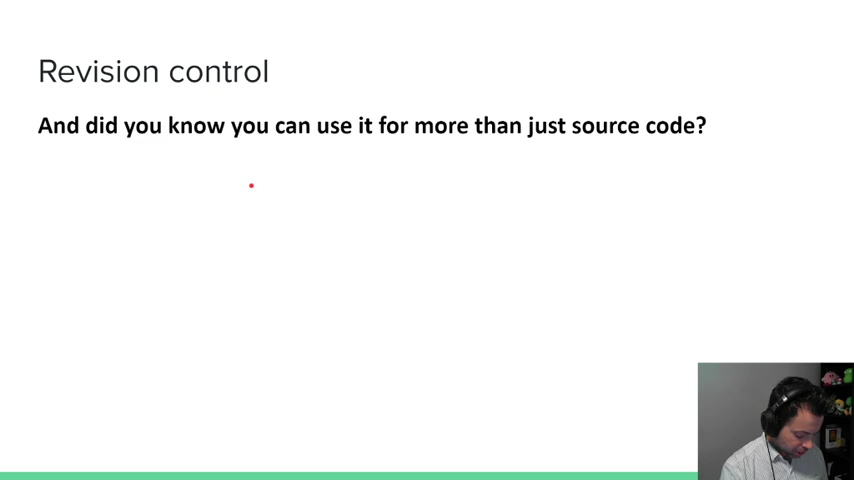 Revision control
And did you know you can use it for more than just source code?